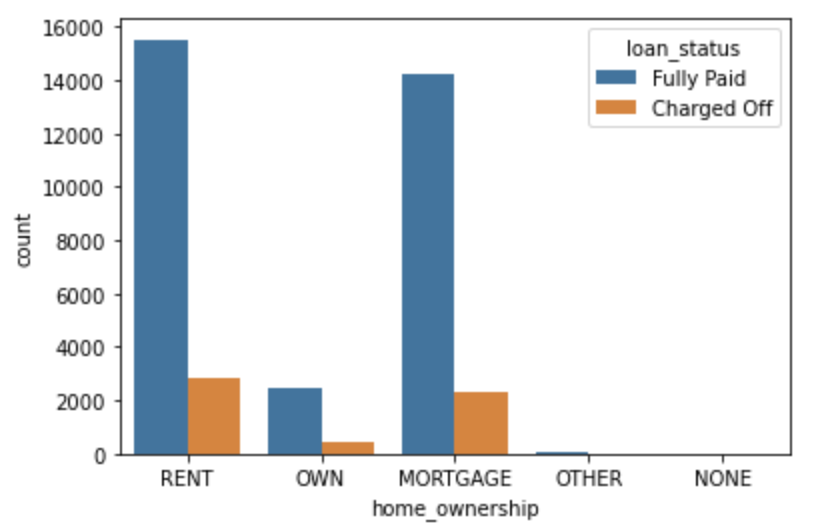 16000
14000
12000
10000
8000
6000
4000
2000
0
count
loan_status
Fully Paid
Charged Off
RENT OWN MORTGAGE OTHER NONE
home_ownership